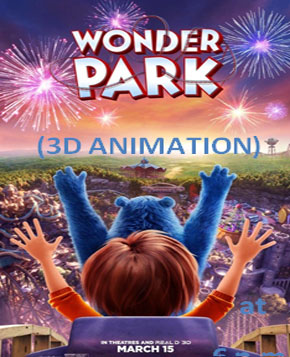 WONDER
PARK
(3D ANIMATION)
at
IN THEATRES AND REAL D 3D
MARCH 15